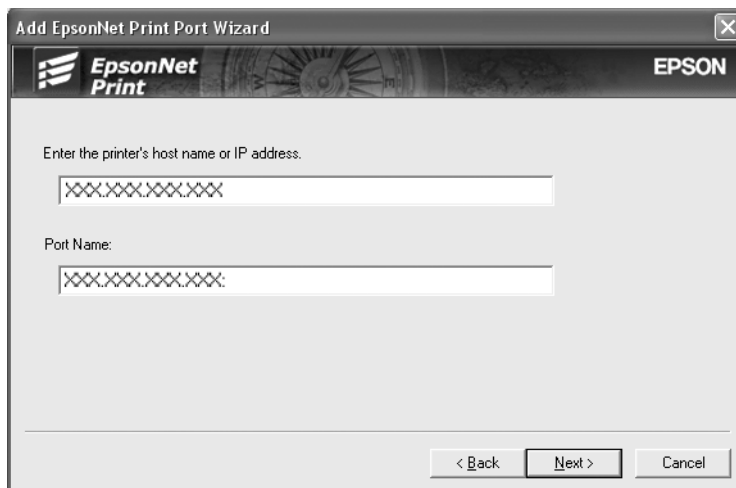 Add EpsonNet Print Port Wizard
EpsonNet
Print
EPSON
Enter the printer's host name or IP address.
XXX.XXX.XXX.XXX
Port Name:
XXX.XXX.XXX.XXX:
< Back
Next >
Cancel